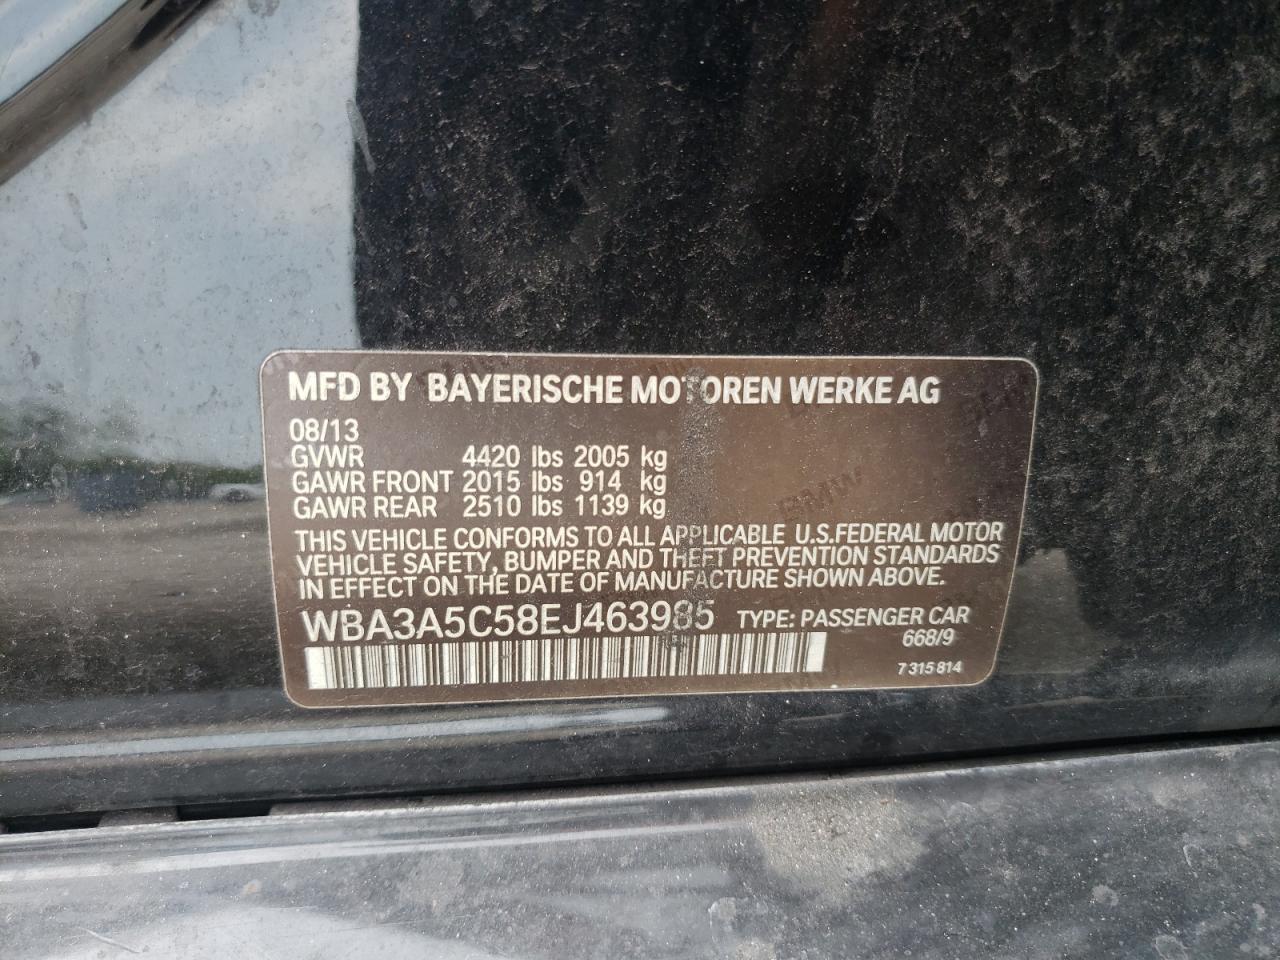 MFD BY BAYERISCHE MOTOREN WERKE AG
08/13
GVWR 4420 lbs 2005 kg
GAWR FRONT 2015 lbs 914 kg
GAWR REAR 2510 lbs 1139 kg
THIS VEHICLE CONFORMS TO ALL APPLICABLE U.S.FEDERAL MOTOR
VEHICLE SAFETY, BUMPER AND THEFT PREVENTION STANDARDS
IN EFFECT ON THE DATE OF MANUFACTURE SHOWN ABOVE.
WBA3A5C58EJ463985 TYPE: PASSENGER CAR
668/9
7 315 814